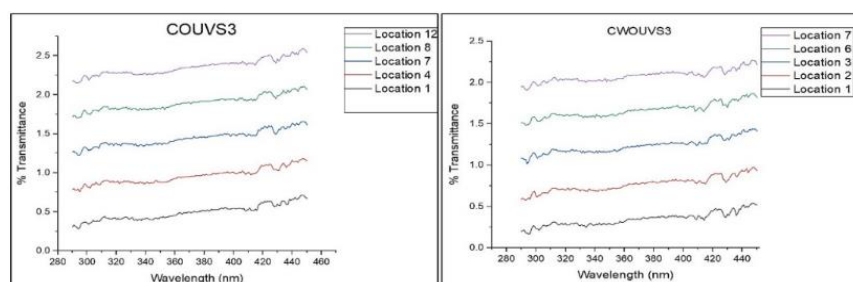 COUVS3
Location 12
Location 8
Location 7
Location 4
Location 1
% Transmittance
2.5
2.0
1.5
1.0
0.5
0.0
280 300 320 340 360 380 400 420 440 460
Wavelength (nm)
CWOUVS3
Location 7
Location 6
Location 3
Location 2
Location 1
% Transmittance
2.5
2.0
1.5
1.0
0.5
0.0
280 300 320 340 360 380 400 420 440
Wavelength (nm)